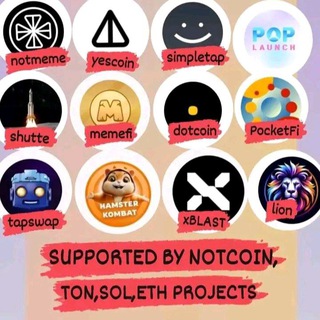 POP
LAUNCH
notmeme yescoin simpletap
M
shutte memefi dotcoin PocketFi
HAMSTER
KOMBAT
tapswap xBLAST lion
SUPPORTED BY NOTCOIN,
TON,SOL,ETH PROJECTS